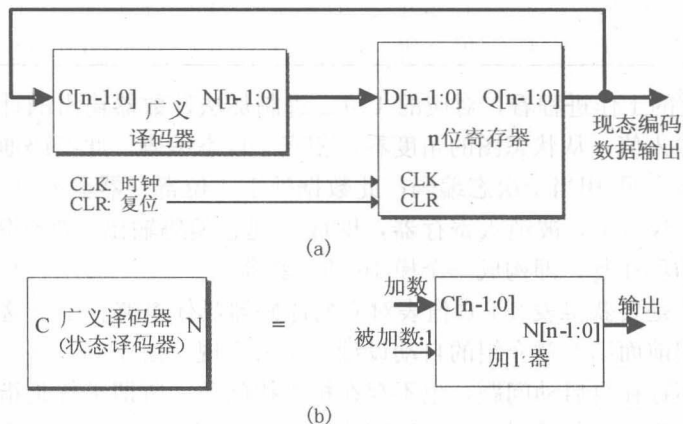 C[n-1:0] N[n-1:0]
广义
译码器
D[n-1:0] Q[n-1:0]
n位寄存器
现态编码
数据输出
CLK: 时钟
CLR: 复位
CLK
CLR
(a)
C 广义译码器 N
(状态译码器)
=
加数
被加数:1
C[n-1:0]
N[n-1:0]
加1器
输出
(b)